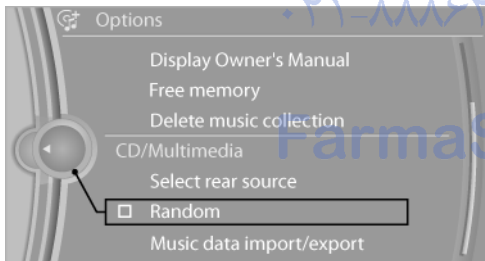 Options
Display Owner's Manual
Free memory
Delete music collection
CD/Multimedia
Select rear source
Random
Music data import/export